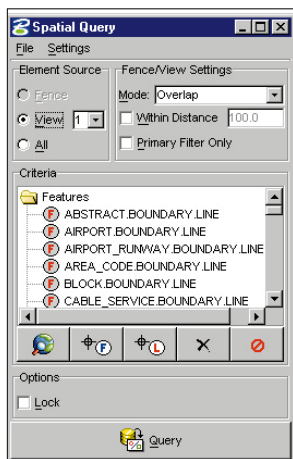 Spatial Query
File Settings
Element Source
Fence
View 1
All
Fence/View Settings
Mode: Overlap
Within Distance 100.0
Primary Filter Only
Criteria
Features
F ABSTRACT.BOUNDARY.LINE
F AIRPORT.BOUNDARY.LINE
F AIRPORT_RUNWAY.BOUNDARY.LINE
F AREA_CODE.BOUNDARY.LINE
F BLOCK.BOUNDARY.LINE
F CABLE_SERVICE.BOUNDARY.LINE
F L
Options
Lock
Query